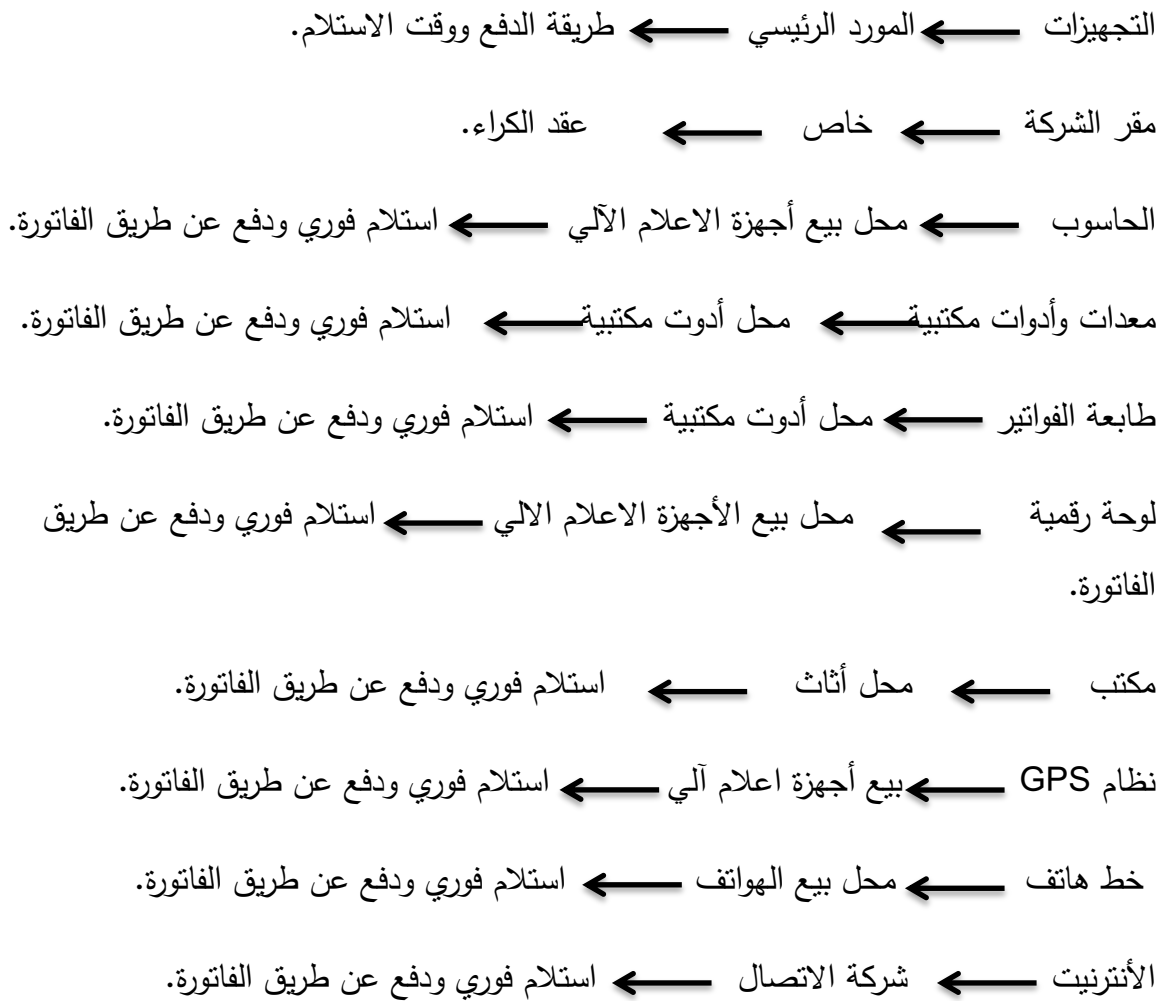 التجهيزات ← المورد الرئيسي ← طريقة الدفع ووقت الاستلام.
مقر الشركة ← خاص ← عقد الكراء.
الحاسوب ← محل بيع أجهزة الاعلام الآلي ← استلام فوري ودفع عن طريق الفاتورة.
معدات وأدوات مكتبية ← محل أدوت مكتبية ← استلام فوري ودفع عن طريق الفاتورة.
طابعة الفواتير ← محل أدوت مكتبية ← استلام فوري ودفع عن طريق الفاتورة.
لوحة رقمية ← محل بيع الأجهزة الاعلام الالي ← استلام فوري ودفع عن طريق
الفاتورة.
مكتب ← محل أثاث ← استلام فوري ودفع عن طريق الفاتورة.
نظام GPS ← بيع أجهزة اعلام آلي ← استلام فوري ودفع عن طريق الفاتورة.
خط هاتف ← محل بيع الهواتف ← استلام فوري ودفع عن طريق الفاتورة.
الأنترنيت ← شركة الاتصال ← استلام فوري ودفع عن طريق الفاتورة.